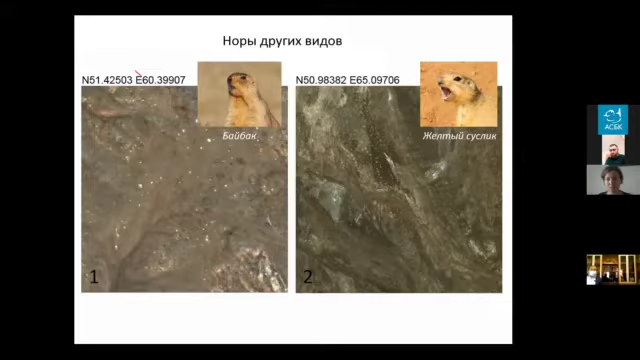 Норы других видов
N51.42503 E60.39907
Байбак
N50.98382 E65.09706
Желтый суслик
1
2
АСБК